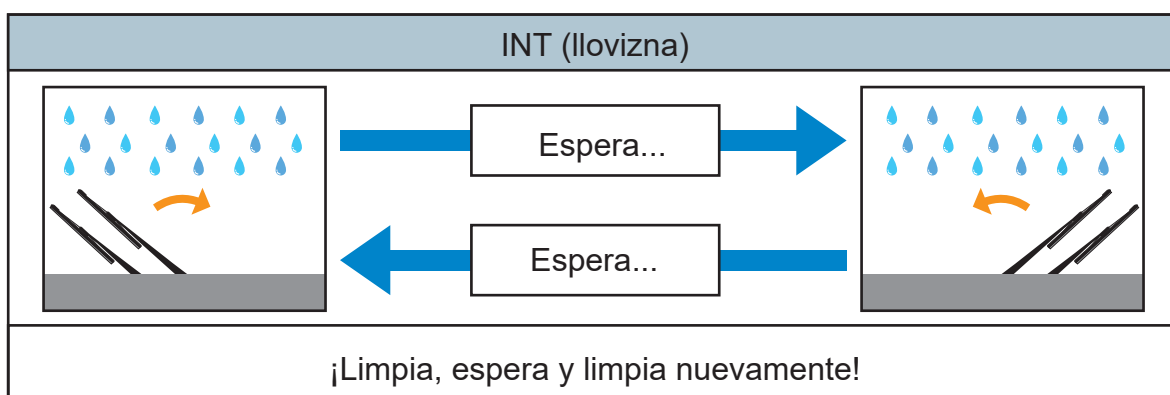 INT (llovizna)
Espera...
Espera...
¡Limpia, espera y limpia nuevamente!